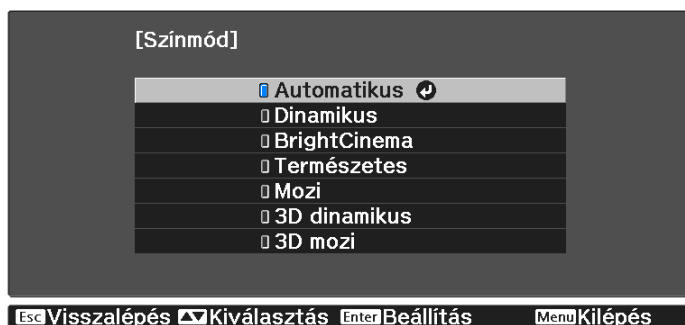 [Színmód]
Automatikus
Dinamikus
BrightCinema
Természetes
Mozi
3D dinamikus
3D mozi
Esc Visszalépés Kiválasztás Enter Beállítás Menu Kilépés